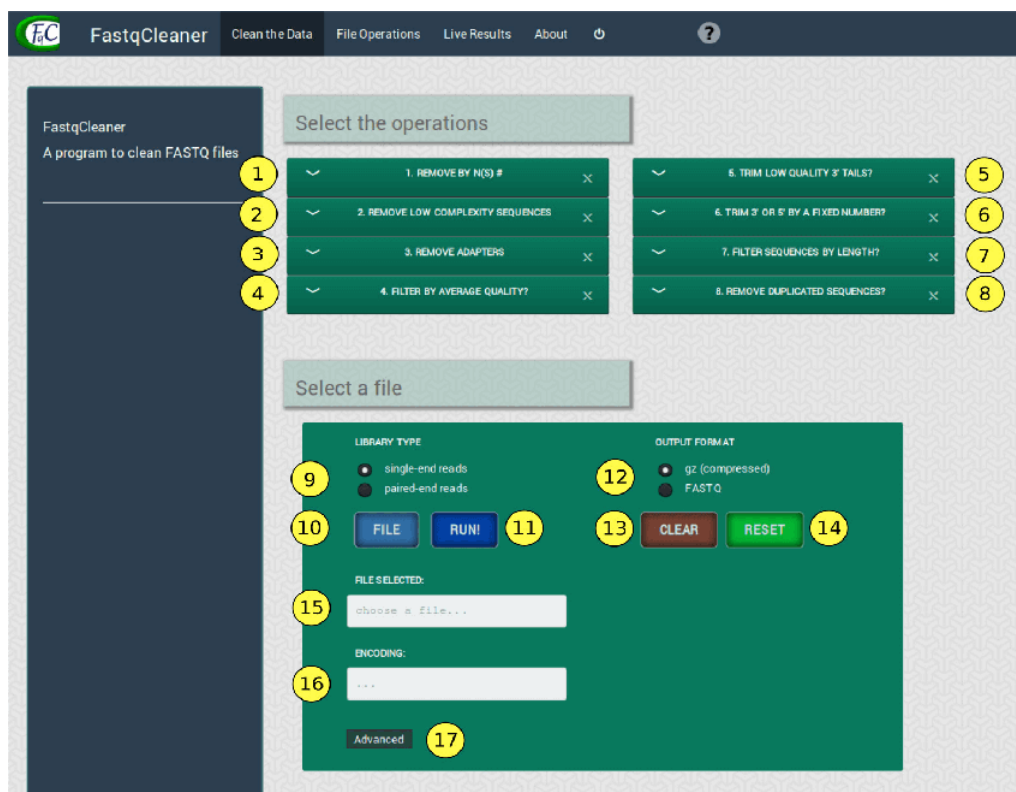 FqC FastqCleaner Clean the Data File Operations Live Results About ?
FastqCleaner
A program to clean FASTQ files
Select the operations
1 1. REMOVE BY N(S) # x
2 2. REMOVE LOW COMPLEXITY SEQUENCES x
3 3. REMOVE ADAPTERS x
4 4. FILTER BY AVERAGE QUALITY? x
5. TRIM LOW QUALITY 3' TAILS? x 5
6. TRIM 3' OR 5' BY A FIXED NUMBER? x 6
7. FILTER SEQUENCES BY LENGTH? x 7
8. REMOVE DUPLICATED SEQUENCES? x 8
Select a file
LIBRARY TYPE
9 single-end reads
paired-end reads
OUTPUT FORMAT
12 gz (compressed)
FASTQ
10 FILE RUN! 11
13 CLEAR RESET 14
FILE SELECTED:
15 choose a file...
ENCODING:
16 ...
Advanced 17